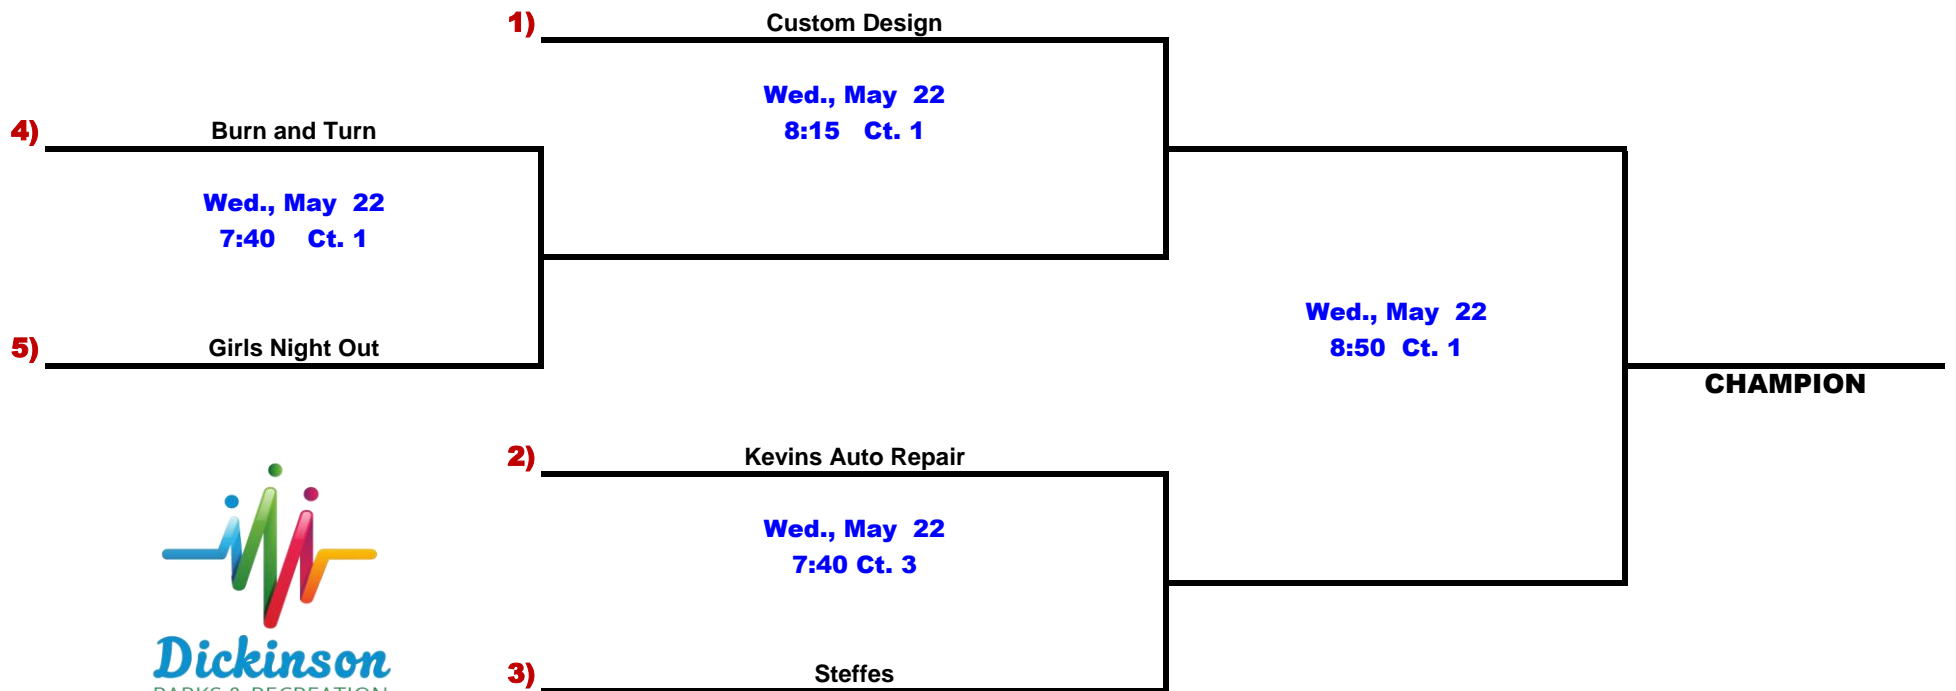 1) Custom Design
Wed., May 22
8:15 Ct. 1
4) Burn and Turn
Wed., May 22
7:40 Ct. 1
5) Girls Night Out
Wed., May 22
8:50 Ct. 1
CHAMPION
2) Kevins Auto Repair
Wed., May 22
7:40 Ct. 3
3) Steffes
Dickinson
PARKS & RECREATION